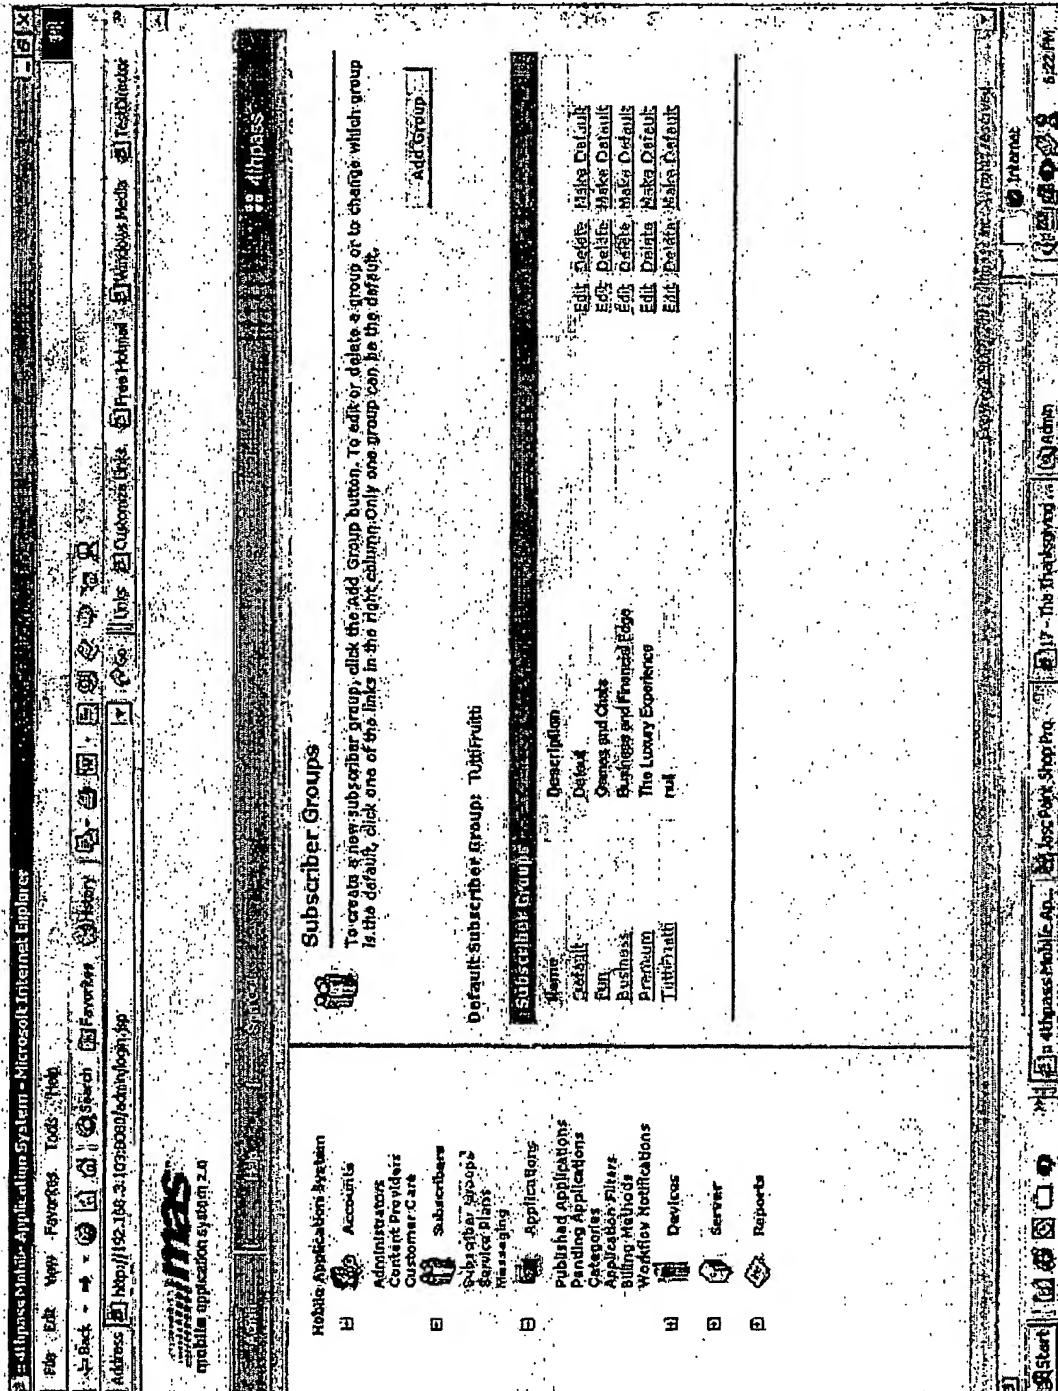 4thpass Mobile Application System - Microsoft Internet Explorer
File Edit View Favorites Tools Help
Back Search Favorites History
Address http://192.168.3.103:8080/admin/login.jsp Go Links Customize Links Free Hotmail Windows Media TestDirector
mas
mobile application system 2.0
4thpass
Mobile Application System
Accounts
Administrators
Content Providers
Customer Care
Subscribers
Subscriber Groups
Service Plans
Messaging
Applications
Published Applications
Pending Applications
Categories
Application Filters
Billing Methods
Workflow Notifications
Devices
Server
Reports
Subscriber Groups
To create a new subscriber group, click the Add Group button. To edit or delete a group or to change which group
is the default, click one of the links in the right column. Only one group can be the default.
Add Group
Default Subscriber Group: TuttiFruitti
Subscriber Groups
Name Description
Default Default Edit Delete Make Default
Fun Games and Chats Edit Delete Make Default
Business Business and Financial Edge Edit Delete Make Default
Premium The Luxury Experience Edit Delete Make Default
TuttiFruitti null Edit Delete Make Default
Internet
Start 4thpass Mobile Ap... Jasc Paint Shop Pro 17 - The Thanksgiving Admin 6:22 PM